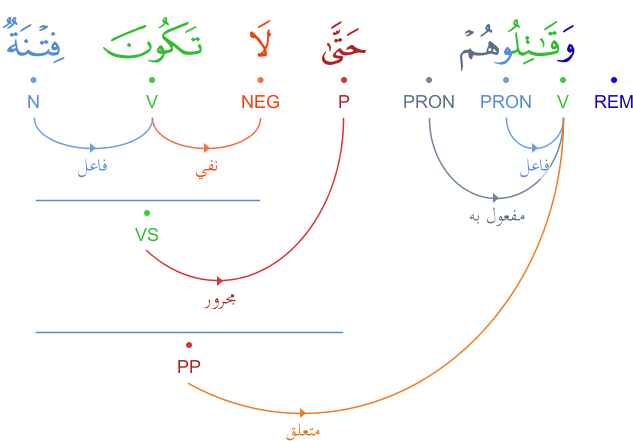 وَقَـٰتِلُوهُمْ حَتَّىٰ لَا تَكُونَ فِتْنَةٌ
REM V PRON PRON P NEG V N
فاعل نفي فاعل
مفعول به
VS
مجرور
PP
متعلق